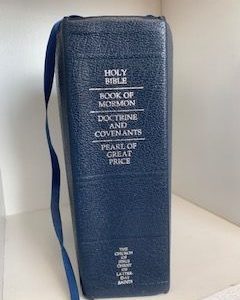 HOLY
BIBLE
BOOK OF
MORMON
DOCTRINE
AND
COVENANTS
PEARL OF
GREAT
PRICE
THE
CHURCH OF
JESUS
CHRIST
OF
LATTER-
DAY
SAINTS